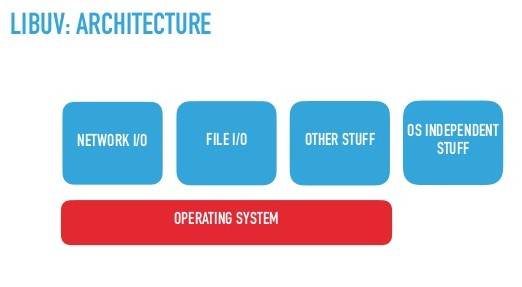 LIBUV: ARCHITECTURE
NETWORK I/O
FILE I/O
OTHER STUFF
OS INDEPENDENT
STUFF
OPERATING SYSTEM